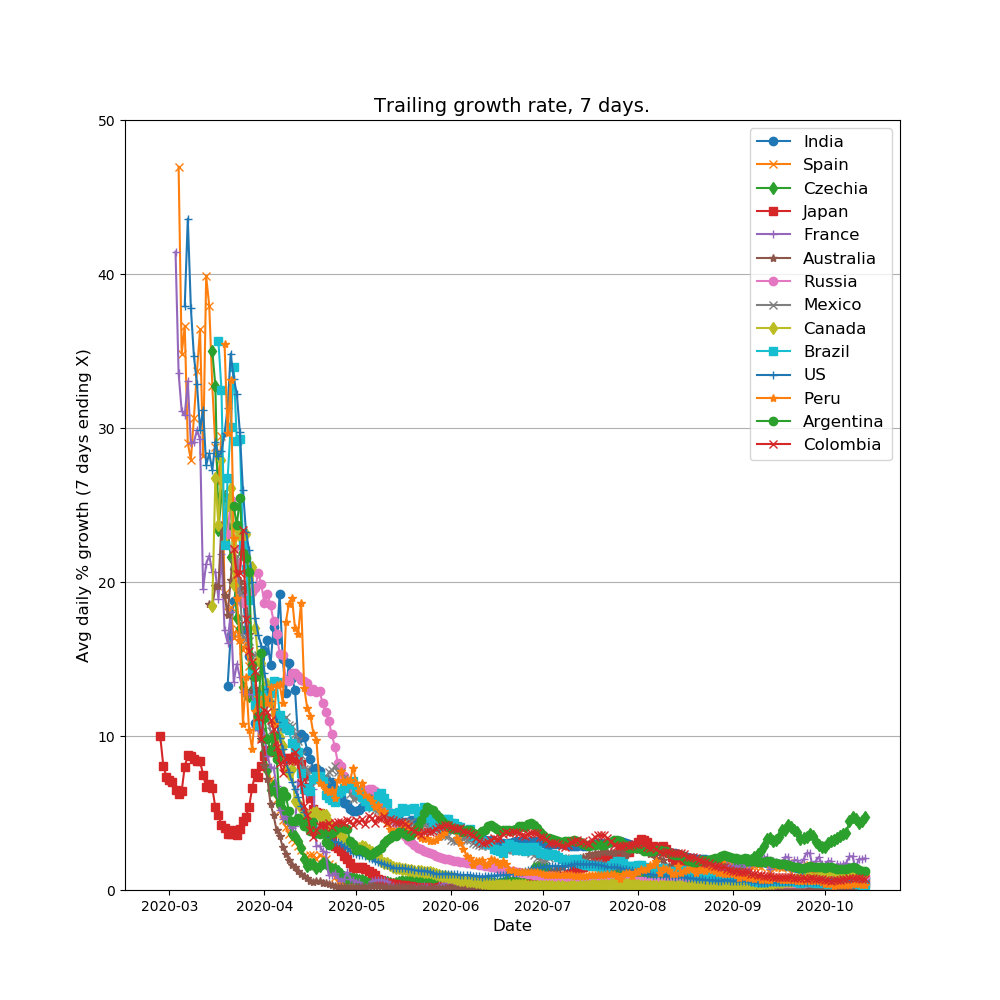 Trailing growth rate, 7 days.
50
40
30
20
10
0
Avg daily % growth (7 days ending X)
India
Spain
Czechia
Japan
France
Australia
Russia
Mexico
Canada
Brazil
US
Peru
Argentina
Colombia
2020-03 2020-04 2020-05 2020-06 2020-07 2020-08 2020-09 2020-10
Date